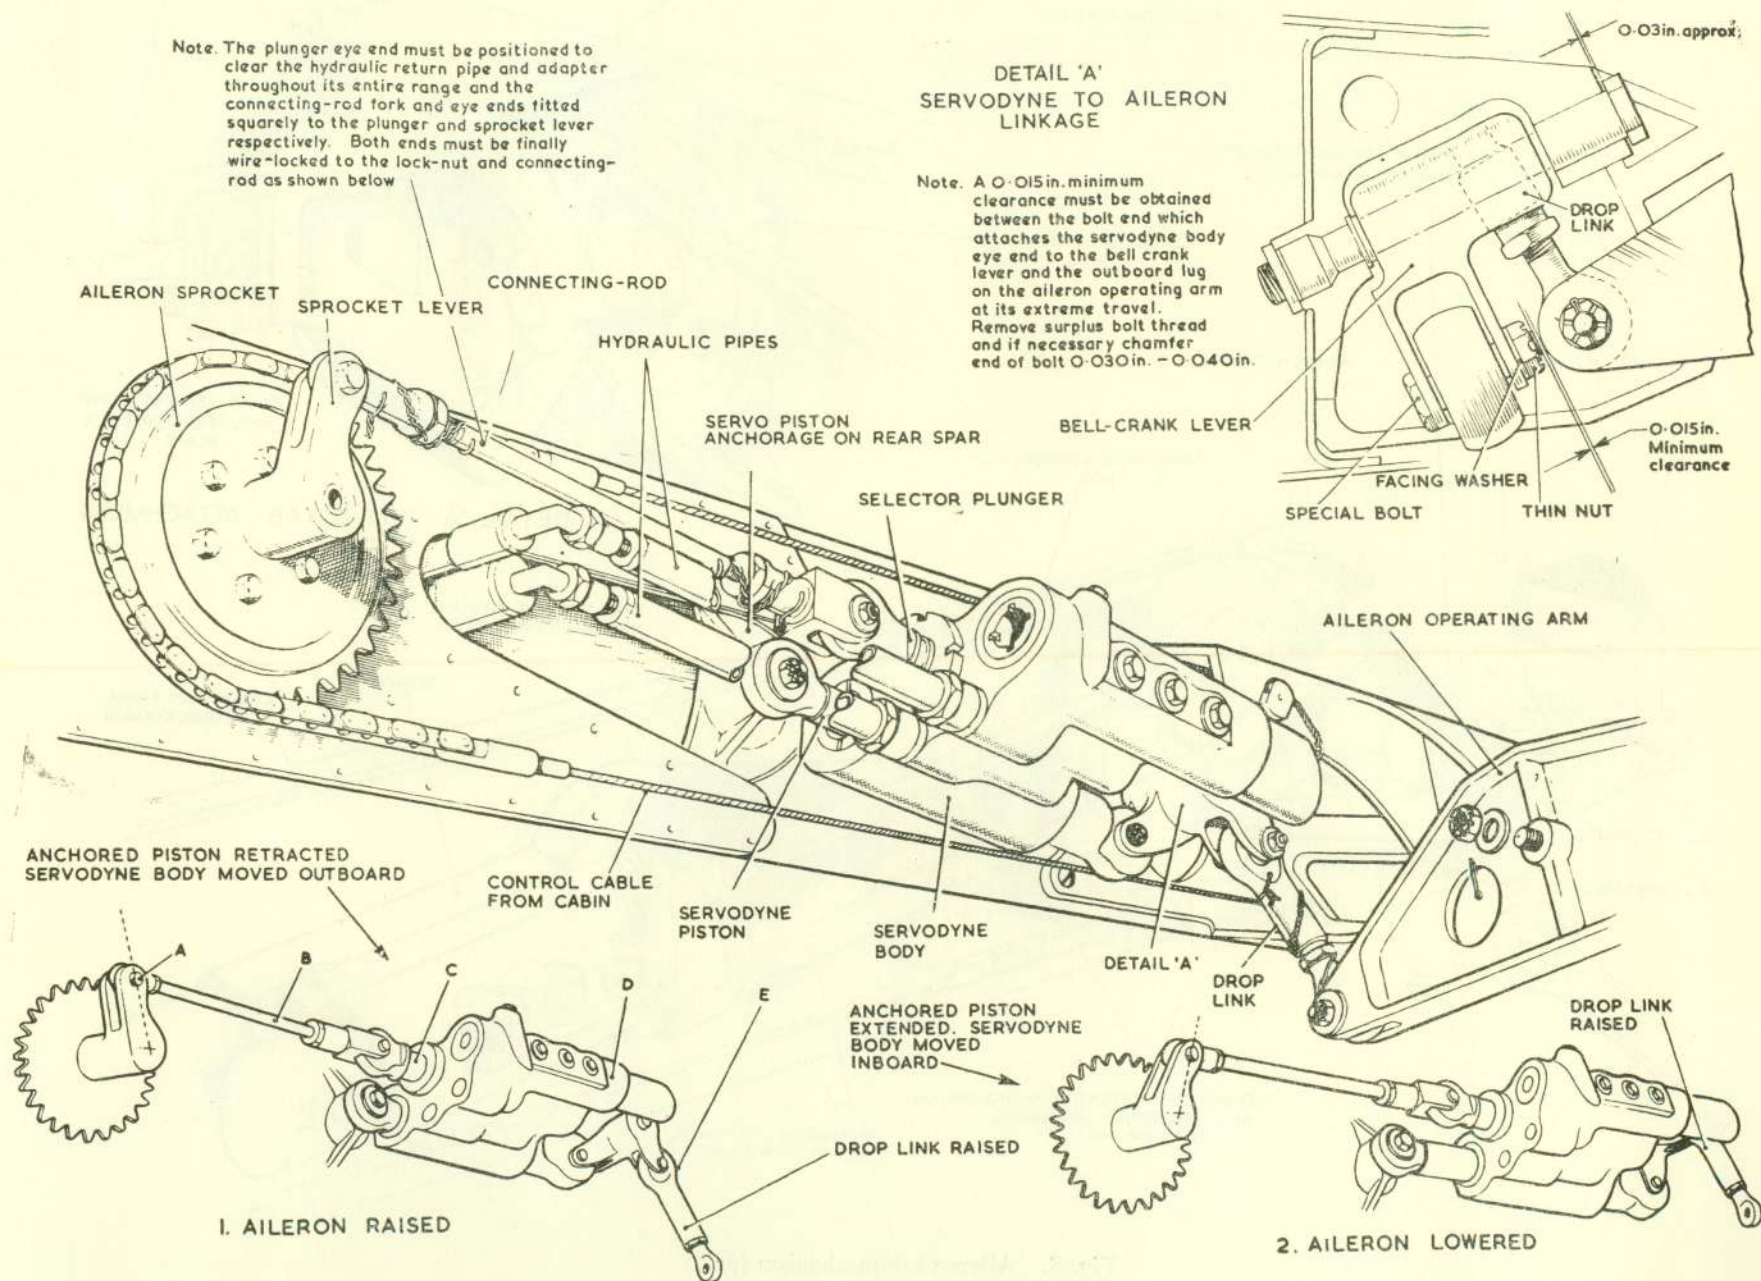 Note. The plunger eye end must be positioned to
clear the hydraulic return pipe and adapter
throughout its entire range and the
connecting-rod fork and eye ends fitted
squarely to the plunger and sprocket lever
respectively. Both ends must be finally
wire-locked to the lock-nut and connecting-
rod as shown below
DETAIL 'A'
SERVODYNE TO AILERON
LINKAGE
Note. A 0·015in. minimum
clearance must be obtained
between the bolt end which
attaches the servodyne body
eye end to the bell crank
lever and the outboard lug
on the aileron operating arm
at its extreme travel.
Remove surplus bolt thread
and if necessary chamfer
end of bolt 0·030in. – 0·040in.
0·03in. approx;
DROP
LINK
BELL-CRANK LEVER
0·015in.
Minimum
clearance
FACING WASHER
SPECIAL BOLT
THIN NUT
AILERON SPROCKET
SPROCKET LEVER
CONNECTING-ROD
HYDRAULIC PIPES
SERVO PISTON
ANCHORAGE ON REAR SPAR
SELECTOR PLUNGER
AILERON OPERATING ARM
CONTROL CABLE
FROM CABIN
SERVODYNE
PISTON
SERVODYNE
BODY
DETAIL 'A'
DROP
LINK
ANCHORED PISTON RETRACTED
SERVODYNE BODY MOVED OUTBOARD
A
B
C
D
E
DROP LINK RAISED
1. AILERON RAISED
ANCHORED PISTON
EXTENDED. SERVODYNE
BODY MOVED
INBOARD
DROP LINK
RAISED
2. AILERON LOWERED